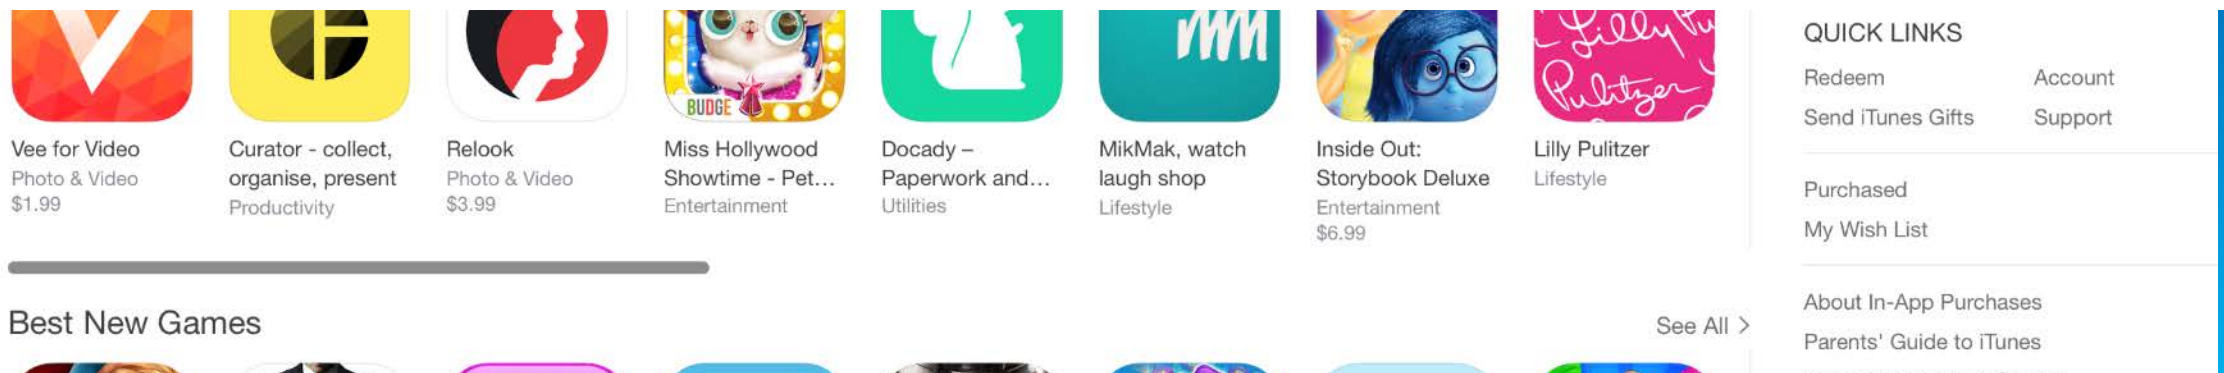 BUDGE
Lilly Pu
Pulitzer
Vee for Video
Photo & Video
$1.99
Curator - collect,
organise, present
Productivity
Relook
Photo & Video
$3.99
Miss Hollywood
Showtime - Pet...
Entertainment
Docady –
Paperwork and...
Utilities
MikMak, watch
laugh shop
Lifestyle
Inside Out:
Storybook Deluxe
Entertainment
$6.99
Lilly Pulitzer
Lifestyle
Best New Games
See All >
QUICK LINKS
Redeem
Account
Send iTunes Gifts
Support
Purchased
My Wish List
About In-App Purchases
Parents' Guide to iTunes